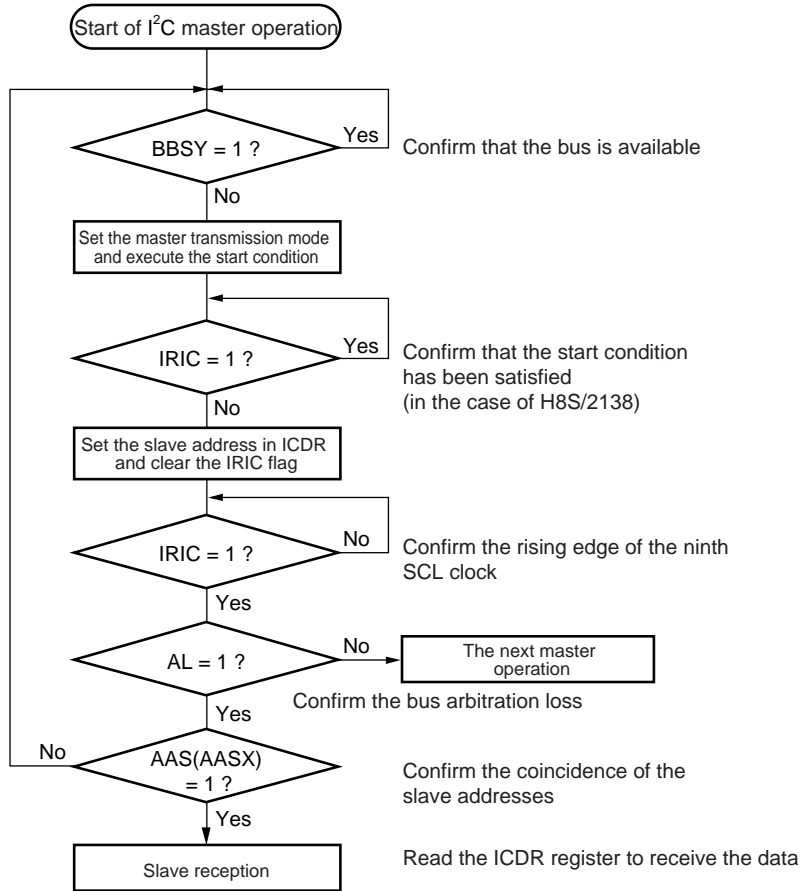 Start of I²C master operation
BBSY = 1 ?
Yes
Confirm that the bus is available
No
Set the master transmission mode
and execute the start condition
IRIC = 1 ?
Yes
Confirm that the start condition
has been satisfied
(in the case of H8S/2138)
No
Set the slave address in ICDR
and clear the IRIC flag
IRIC = 1 ?
No
Confirm the rising edge of the ninth
SCL clock
Yes
AL = 1 ?
No
The next master
operation
Confirm the bus arbitration loss
Yes
No
AAS(AASX)
= 1 ?
Confirm the coincidence of the
slave addresses
Yes
Slave reception
Read the ICDR register to receive the data